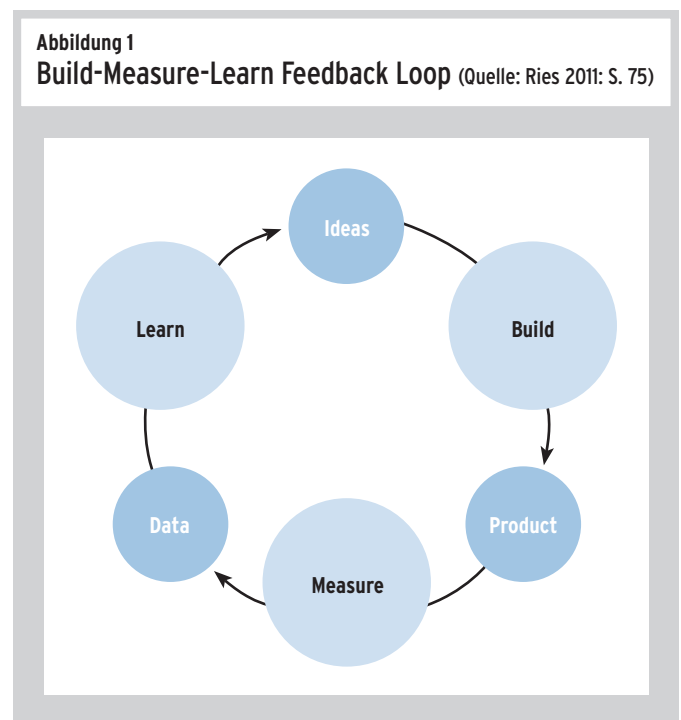 Abbildung 1
Build-Measure-Learn Feedback Loop (Quelle: Ries 2011: S. 75)
Ideas
Learn
Build
Data
Product
Measure